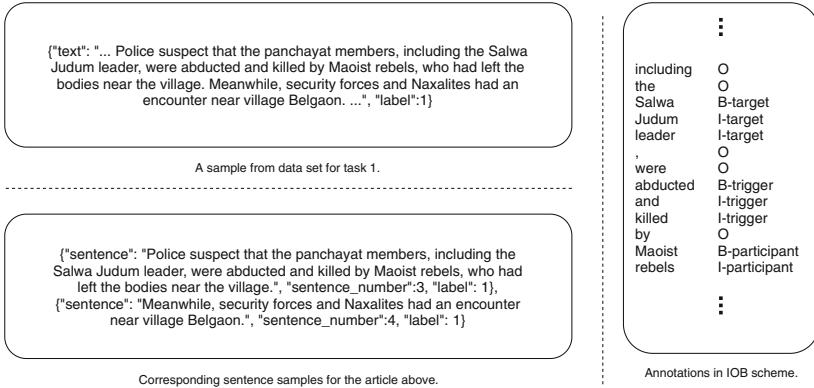 {"text": "... Police suspect that the panchayat members, including the Salwa
Judum leader, were abducted and killed by Maoist rebels, who had left the
bodies near the village. Meanwhile, security forces and Naxalites had an
encounter near village Belgaon. ...", "label":1}
A sample from data set for task 1.
{"sentence": "Police suspect that the panchayat members, including the
Salwa Judum leader, were abducted and killed by Maoist rebels, who had
left the bodies near the village.", "sentence_number":3, "label": 1},
{"sentence": "Meanwhile, security forces and Naxalites had an encounter
near village Belgaon.", "sentence_number":4, "label": 1}
Corresponding sentence samples for the article above.
including O
the O
Salwa B-target
Judum I-target
leader I-target
, O
were O
abducted B-trigger
and I-trigger
killed I-trigger
by O
Maoist B-participant
rebels I-participant
Annotations in IOB scheme.